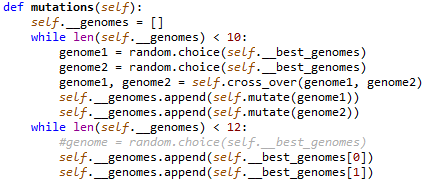 def mutations(self):
    self.__genomes = []
    while len(self.__genomes) < 10:
        genome1 = random.choice(self.__best_genomes)
        genome2 = random.choice(self.__best_genomes)
        genome1, genome2 = self.cross_over(genome1, genome2)
        self.__genomes.append(self.mutate(genome1))
        self.__genomes.append(self.mutate(genome2))
    while len(self.__genomes) < 12:
        #genome = random.choice(self.__best_genomes)
        self.__genomes.append(self.__best_genomes[0])
        self.__genomes.append(self.__best_genomes[1])